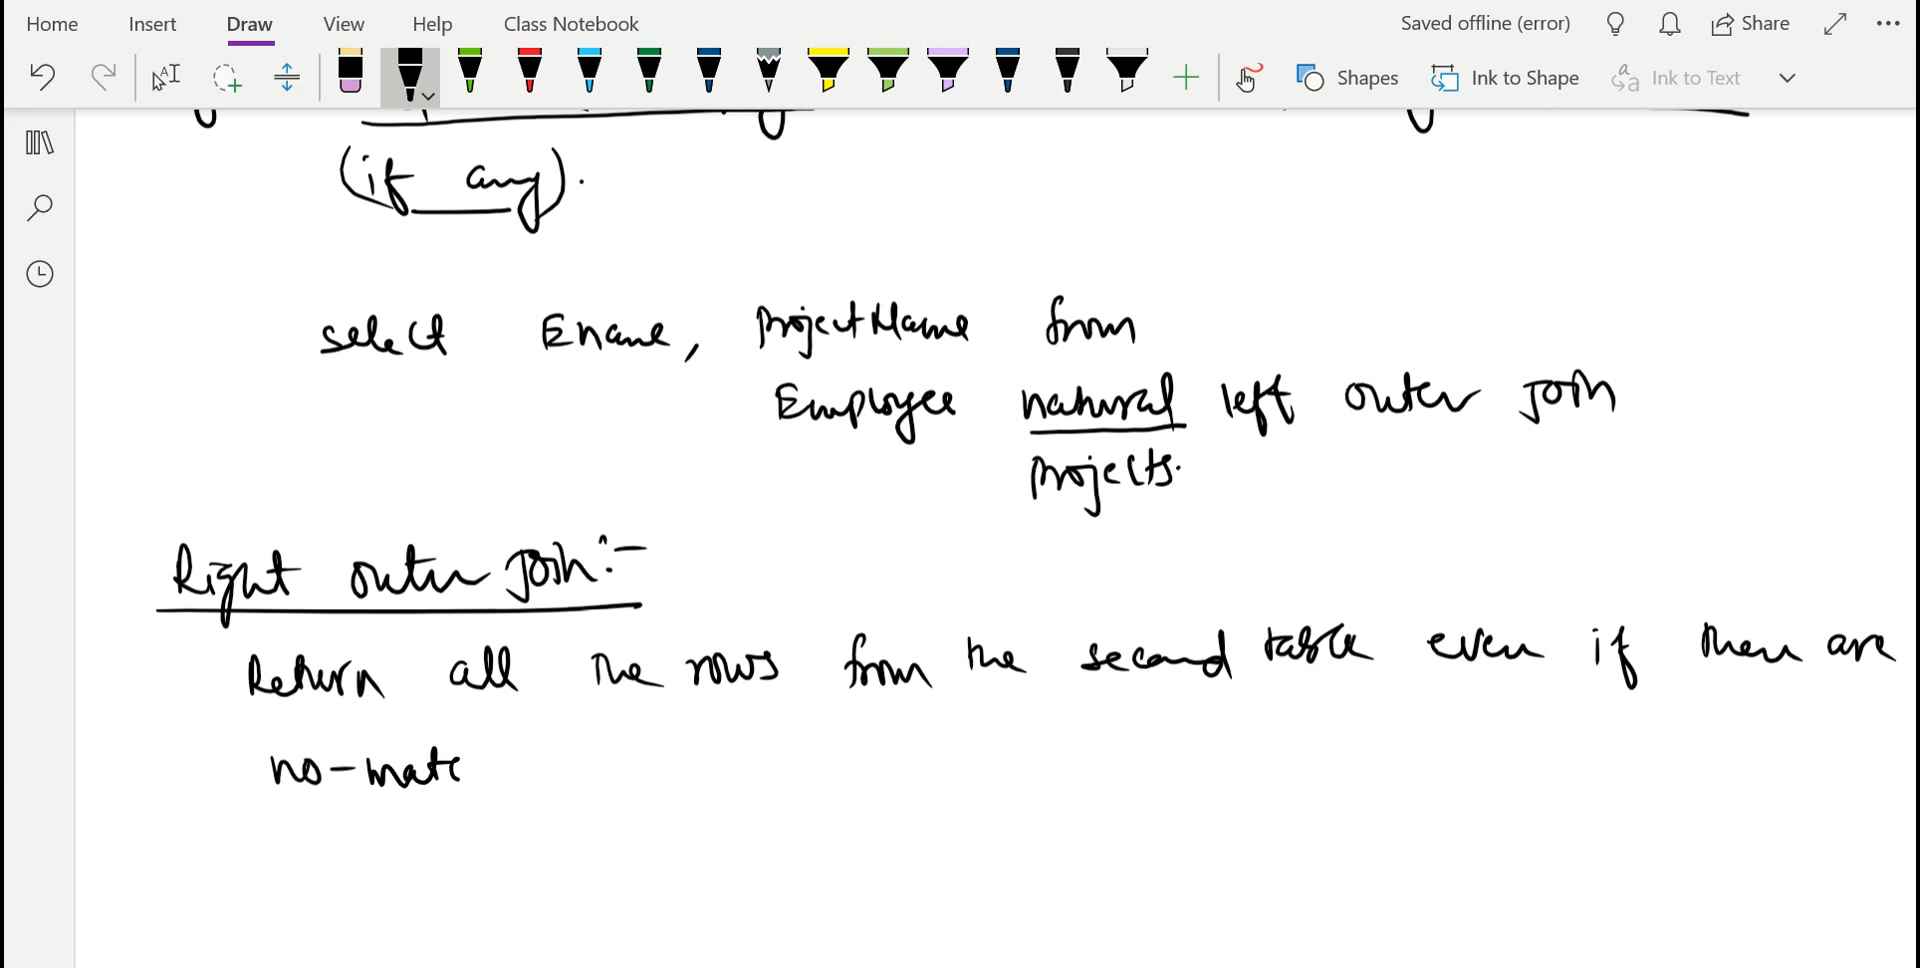 Home Insert Draw View Help Class Notebook Saved offline (error) Share
Shapes Ink to Shape Ink to Text
(if any).
select Ename, ProjectName from
Employee natural left outer join
projects.
Right outer join:-
Return all the rows from the second table even if there are
no-matc